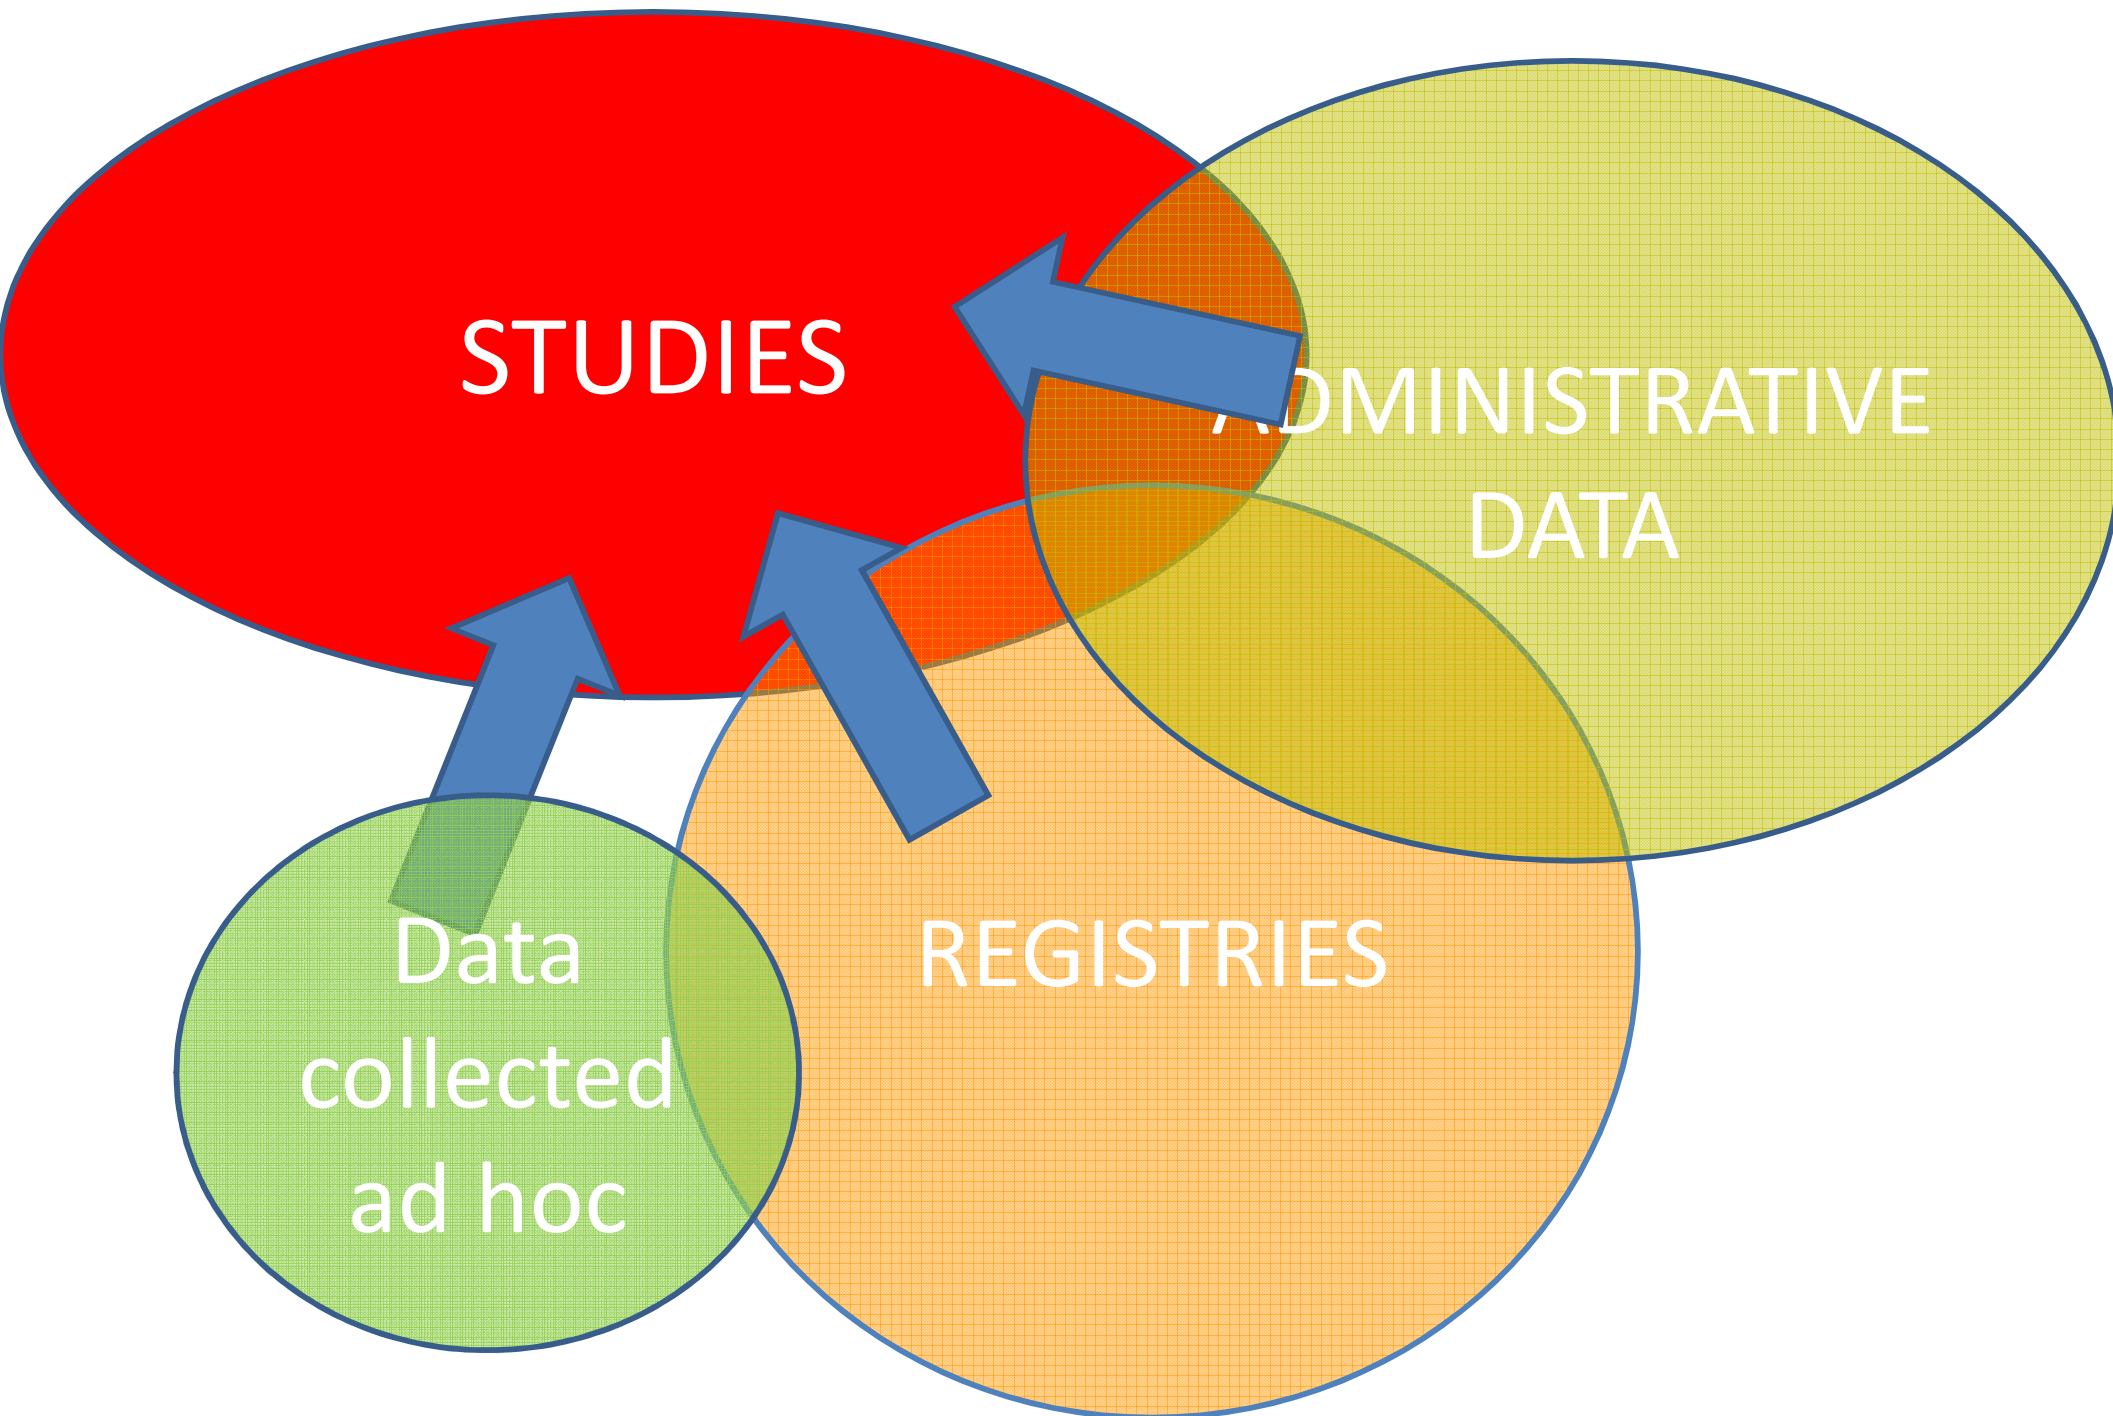 STUDIES
ADMINISTRATIVE
DATA
REGISTRIES
Data
collected
ad hoc